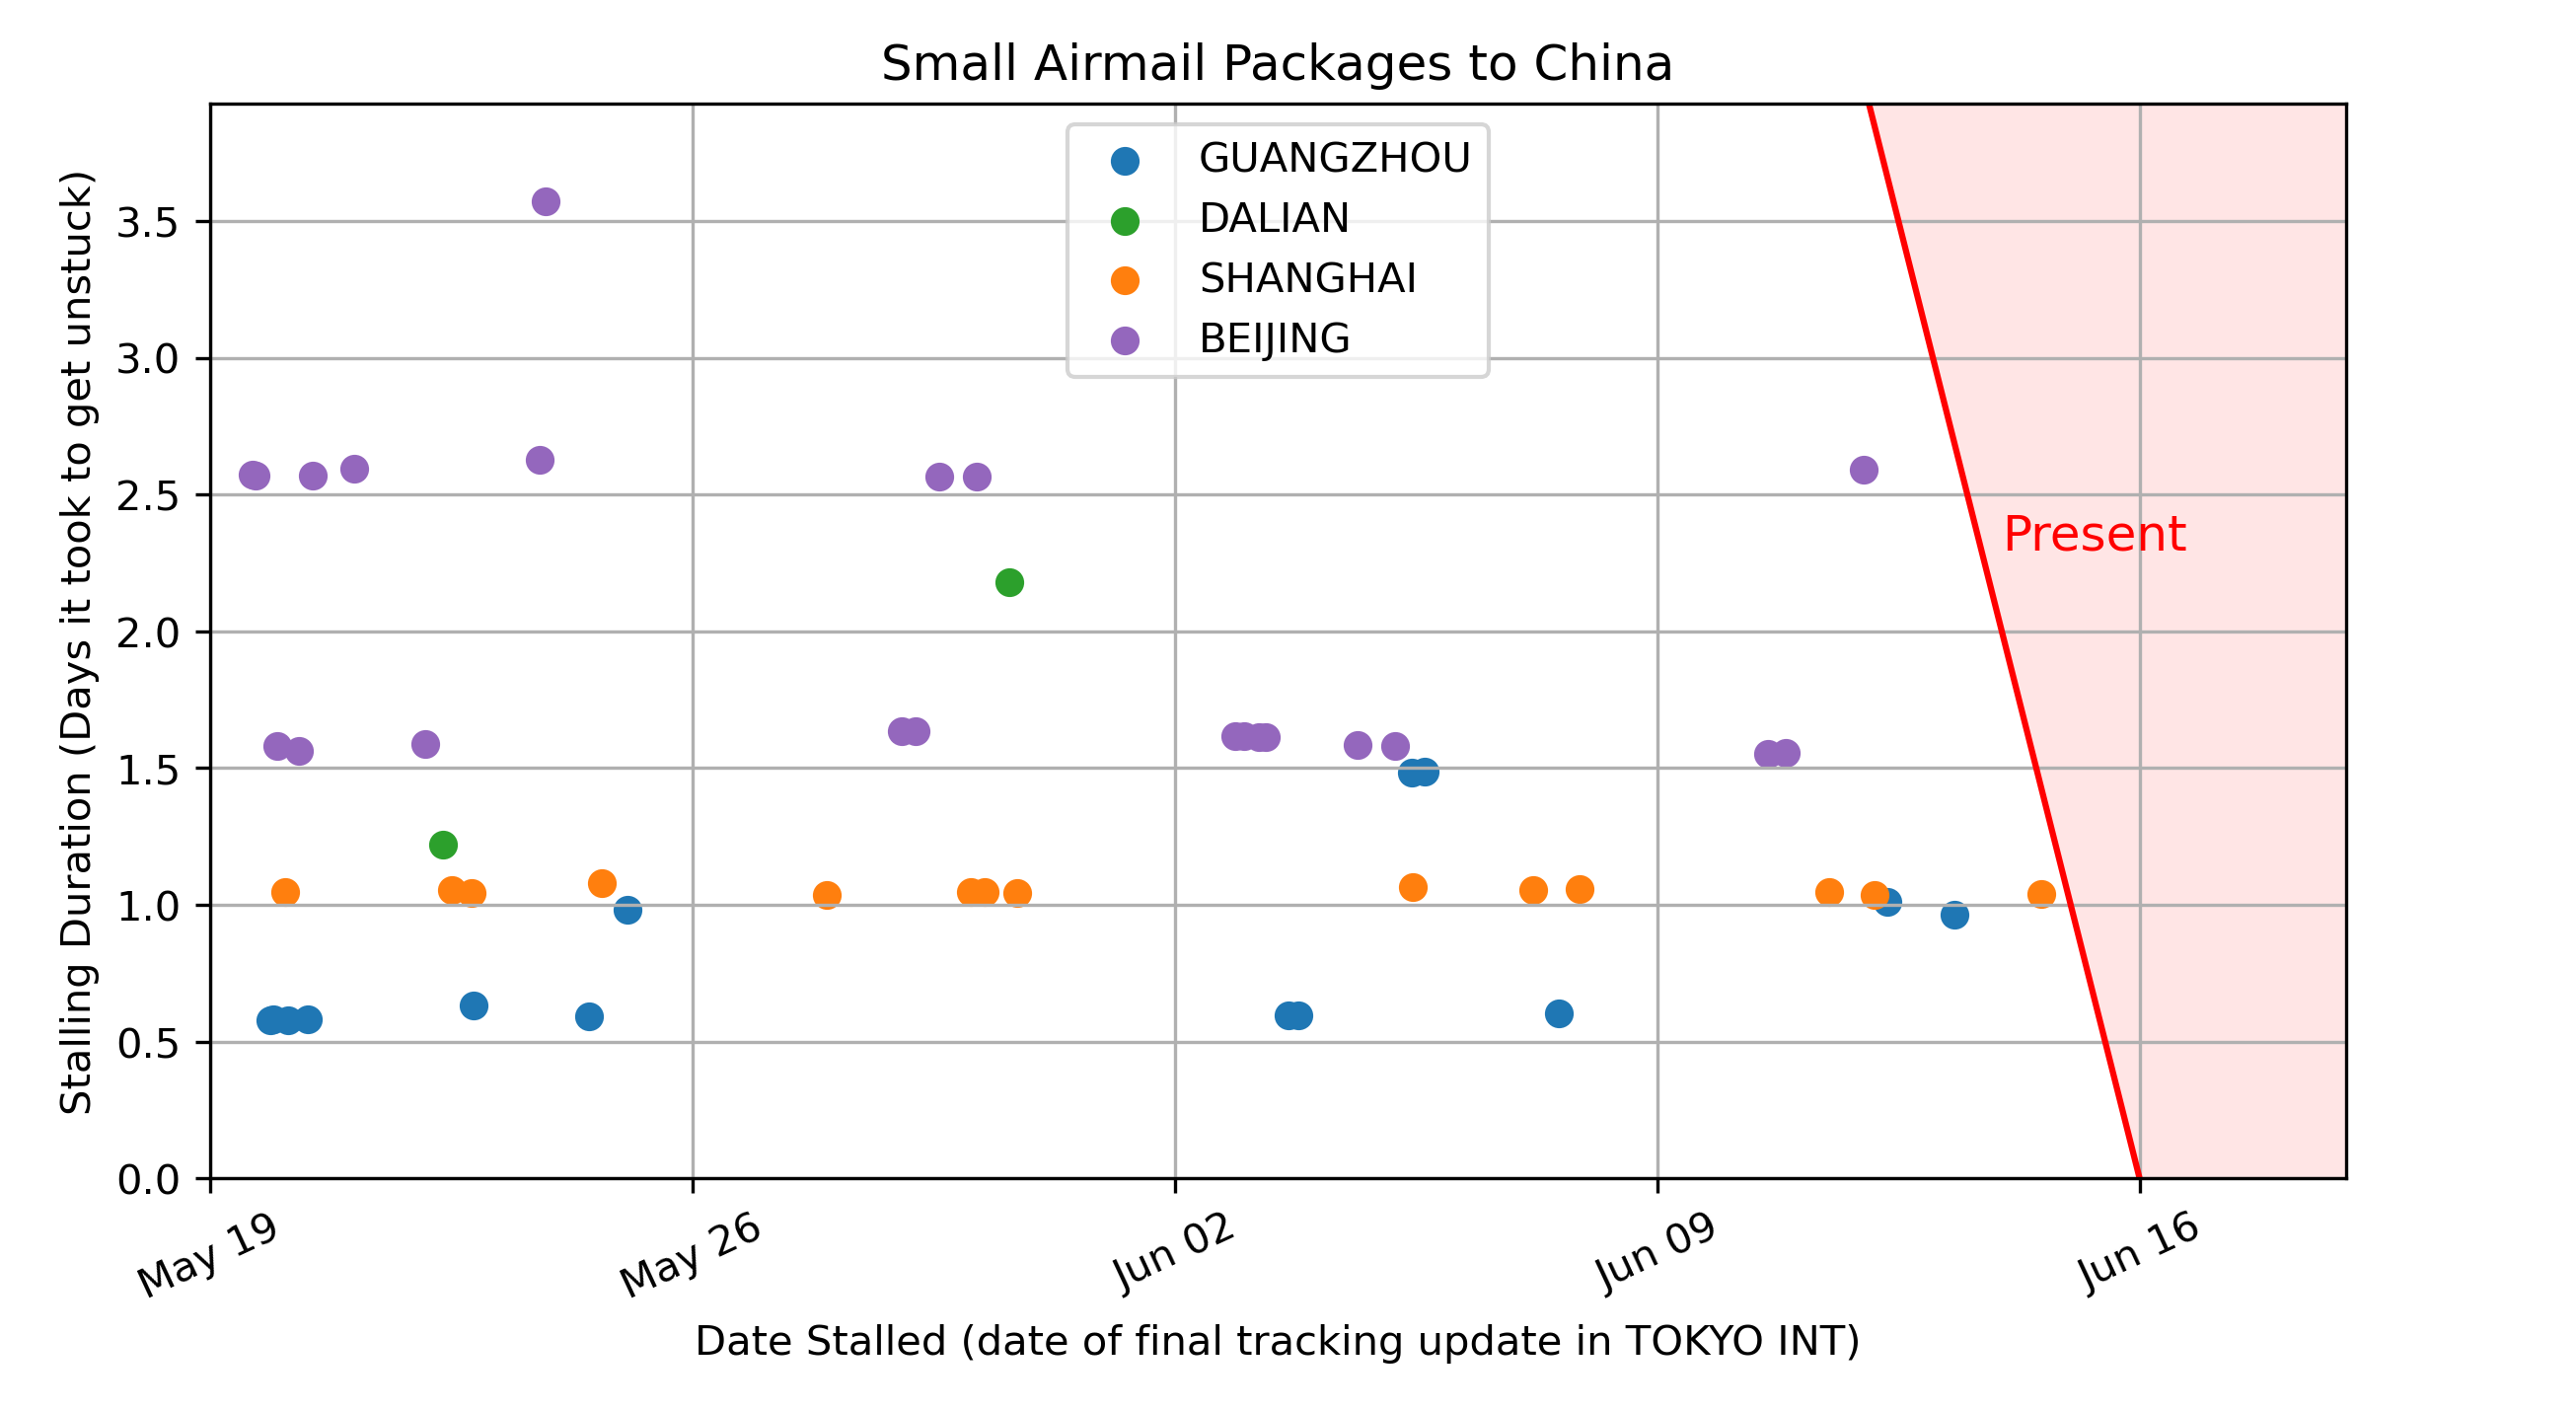 Small Airmail Packages to China
Stalling Duration (Days it took to get unstuck)
3.5
3.0
2.5
2.0
1.5
1.0
0.5
0.0
GUANGZHOU
DALIAN
SHANGHAI
BEIJING
Present
May 19
May 26
Jun 02
Jun 09
Jun 16
Date Stalled (date of final tracking update in TOKYO INT)